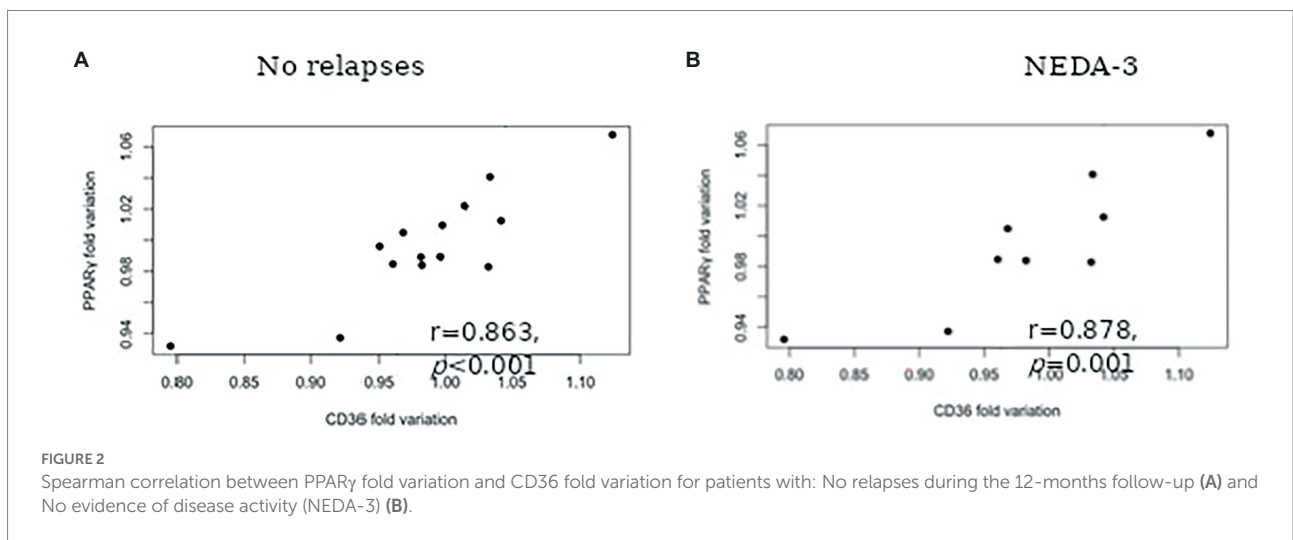 A
No relapses
PPARγ fold variation
1.06
1.02
0.98
0.94
r=0.863,
p<0.001
0.80 0.85 0.90 0.95 1.00 1.05 1.10
CD36 fold variation
B
NEDA-3
PPARγ fold variation
1.06
1.02
0.98
0.94
r=0.878,
p=0.001
0.80 0.85 0.90 0.95 1.00 1.05 1.10
CD36 fold variation
FIGURE 2
Spearman correlation between PPARγ fold variation and CD36 fold variation for patients with: No relapses during the 12-months follow-up (A) and
No evidence of disease activity (NEDA-3) (B).